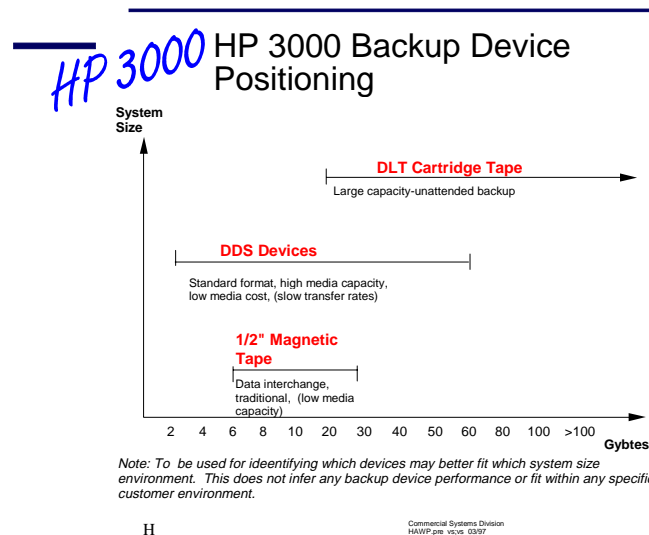 HP 3000
HP 3000 Backup Device
Positioning
System
Size
DLT Cartridge Tape
Large capacity-unattended backup
DDS Devices
Standard format, high media capacity,
low media cost, (slow transfer rates)
1/2" Magnetic
Tape
Data interchange,
traditional, (low media
capacity)
2 4 6 8 10 20 30 40 50 60 80 100 >100
Gybtes
Note: To be used for ideentifying which devices may better fit which system size
environment. This does not infer any backup device performance or fit within any specifi
customer environment.
H
Commercial Systems Division
HAWP.pre vs;vs 03/97